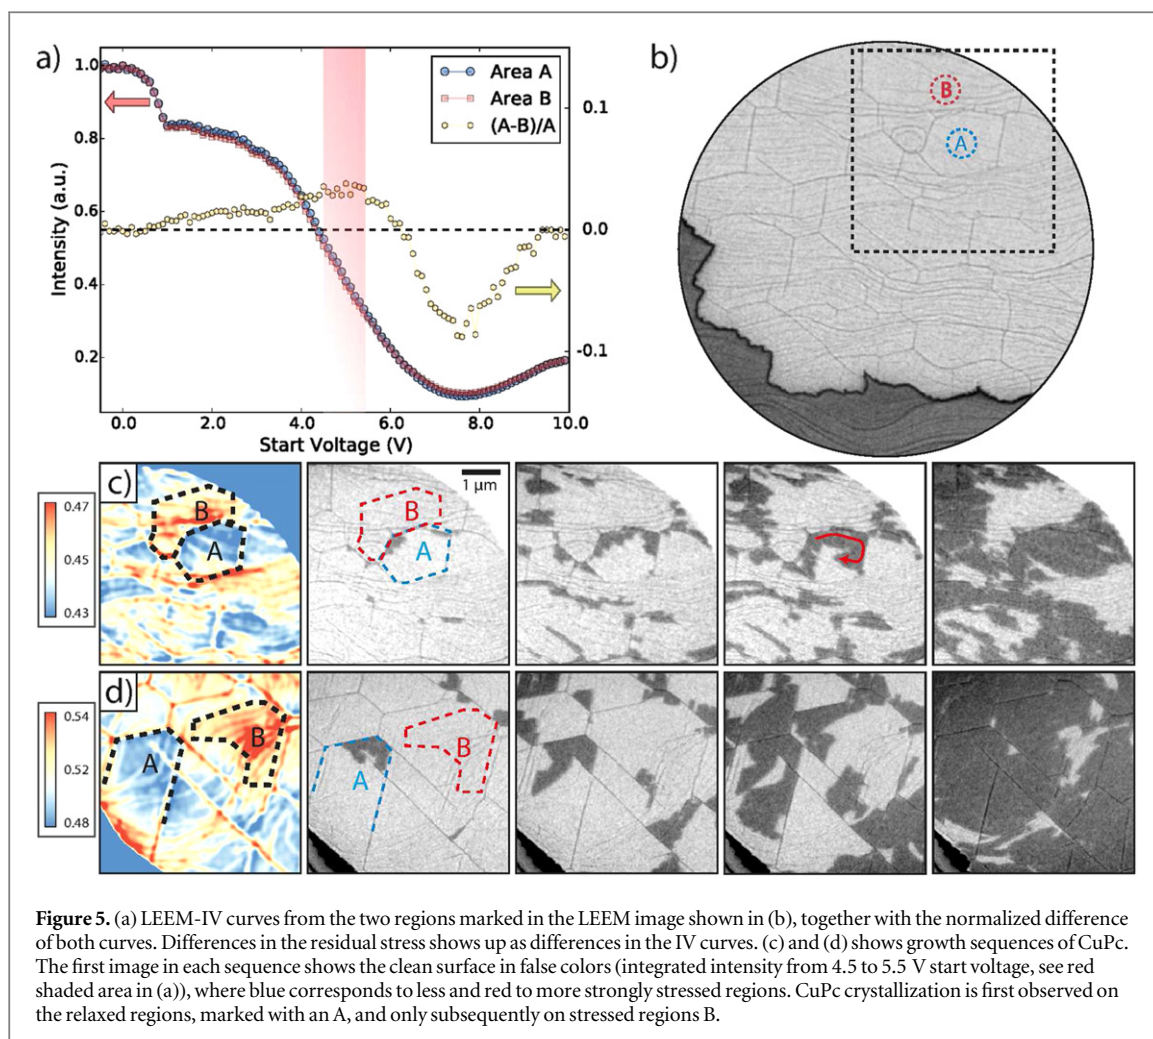 a)
1.0
0.8
0.6
0.4
0.2
Intensity (a.u.)
Area A
Area B
(A-B)/A
0.1
0.0
-0.1
0.0 2.0 4.0 6.0 8.0 10.0
Start Voltage (V)
b)
B
A
c)
0.47
0.45
0.43
B
A
B
A
1 µm
d)
0.54
0.52
0.48
A
B
A
B
Figure 5. (a) LEEM-IV curves from the two regions marked in the LEEM image shown in (b), together with the normalized difference
of both curves. Differences in the residual stress shows up as differences in the IV curves. (c) and (d) shows growth sequences of CuPc.
The first image in each sequence shows the clean surface in false colors (integrated intensity from 4.5 to 5.5 V start voltage, see red
shaded area in (a)), where blue corresponds to less and red to more strongly stressed regions. CuPc crystallization is first observed on
the relaxed regions, marked with an A, and only subsequently on stressed regions B.